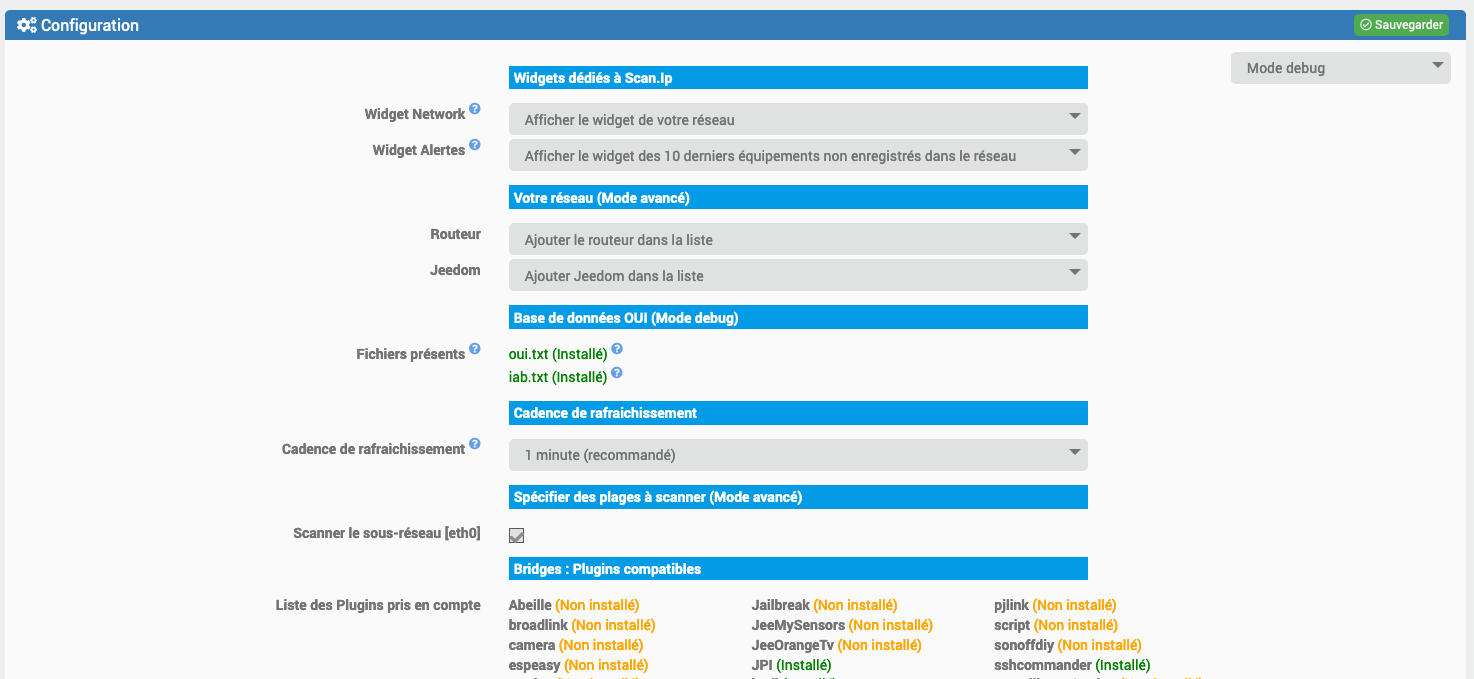 Configuration
Sauvegarder
Mode debug
Widgets dédiés à Scan.Ip
Widget Network ?
Afficher le widget de votre réseau
Widget Alertes ?
Afficher le widget des 10 derniers équipements non enregistrés dans le réseau
Votre réseau (Mode avancé)
Routeur
Ajouter le routeur dans la liste
Jeedom
Ajouter Jeedom dans la liste
Base de données OUI (Mode debug)
Fichiers présents ?
oui.txt (Installé) ?
iab.txt (Installé) ?
Cadence de rafraichissement
Cadence de rafraichissement ?
1 minute (recommandé)
Spécifier des plages à scanner (Mode avancé)
Scanner le sous-réseau [eth0]
Bridges : Plugins compatibles
Liste des Plugins pris en compte
Abeille (Non installé) Jailbreak (Non installé) pjlink (Non installé)
broadlink (Non installé) JeeMySensors (Non installé) script (Non installé)
camera (Non installé) JeeOrangeTv (Non installé) sonoffdiy (Non installé)
espeasy (Non installé) JPI (Installé) sshcommander (Installé)